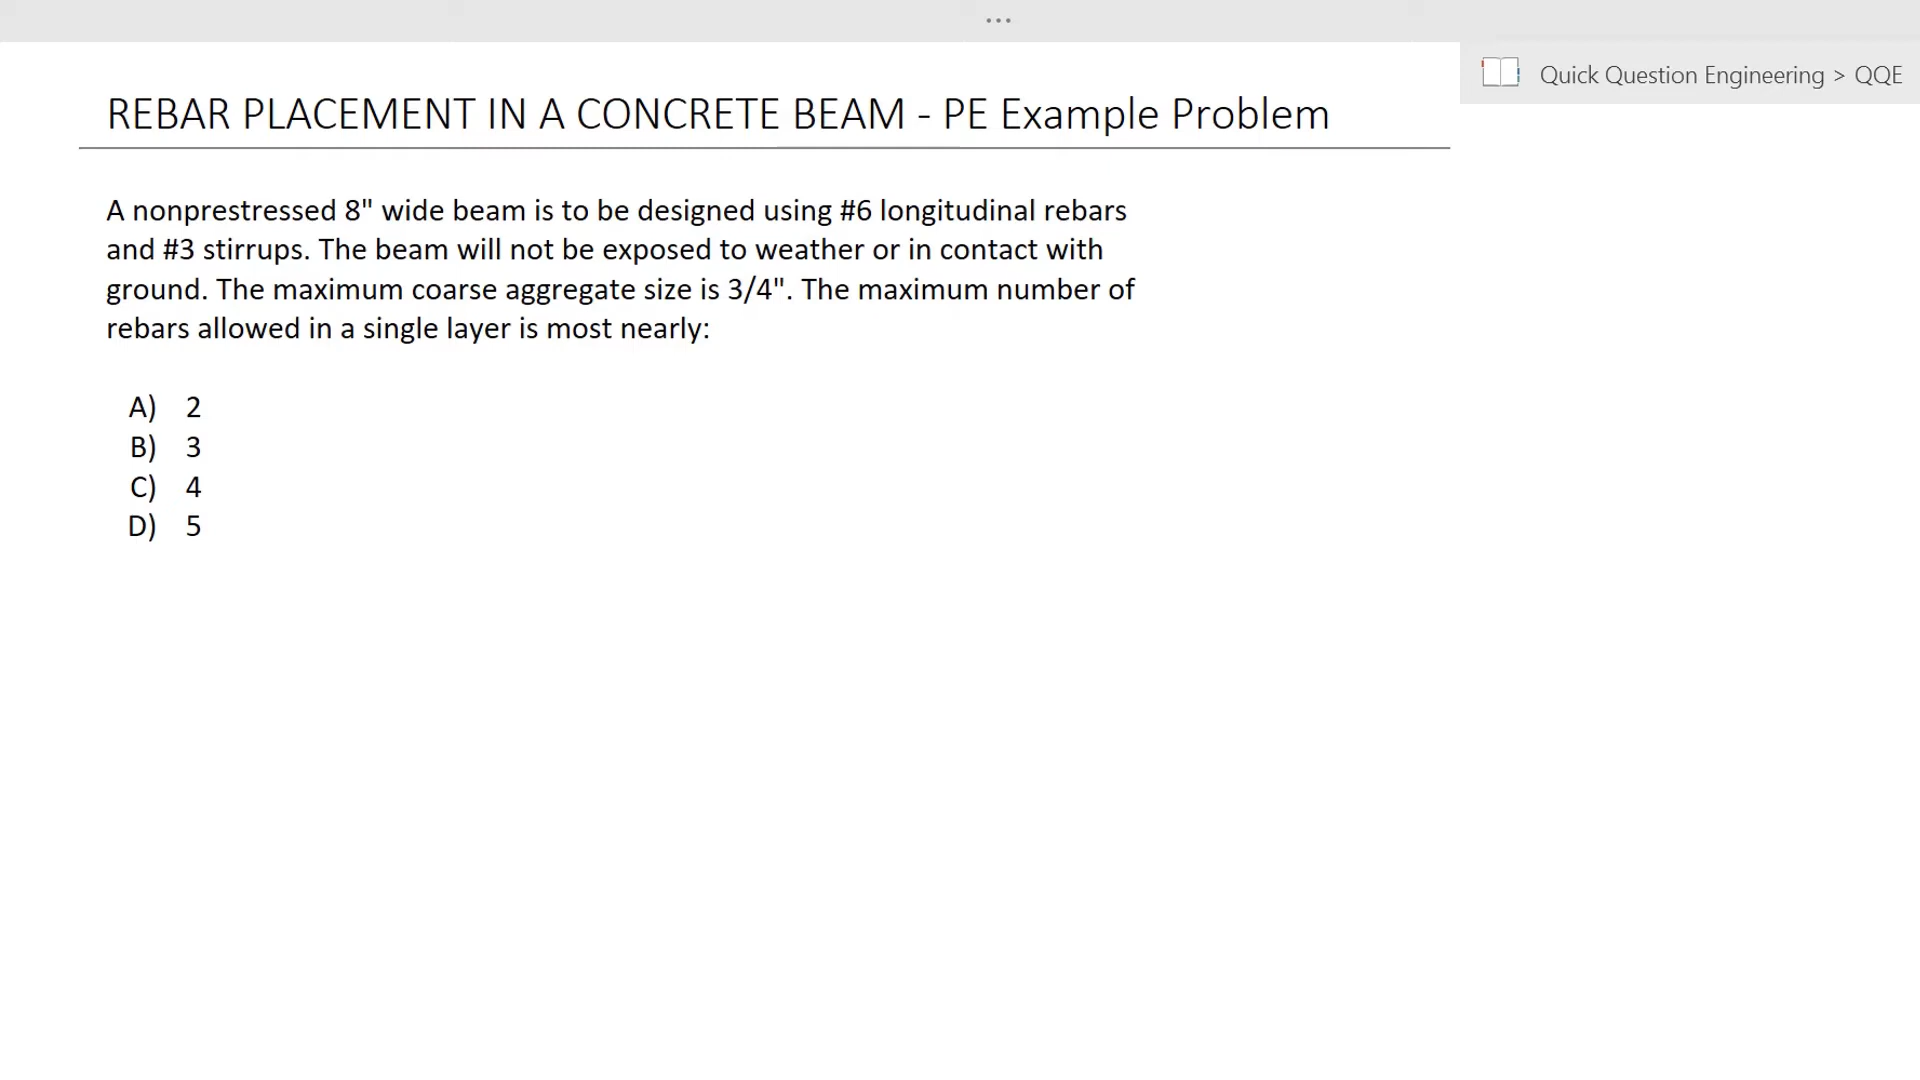 ...
Quick Question Engineering > QQE
REBAR PLACEMENT IN A CONCRETE BEAM - PE Example Problem
A nonprestressed 8" wide beam is to be designed using #6 longitudinal rebars
and #3 stirrups. The beam will not be exposed to weather or in contact with
ground. The maximum coarse aggregate size is 3/4". The maximum number of
rebars allowed in a single layer is most nearly:
A) 2
B) 3
C) 4
D) 5